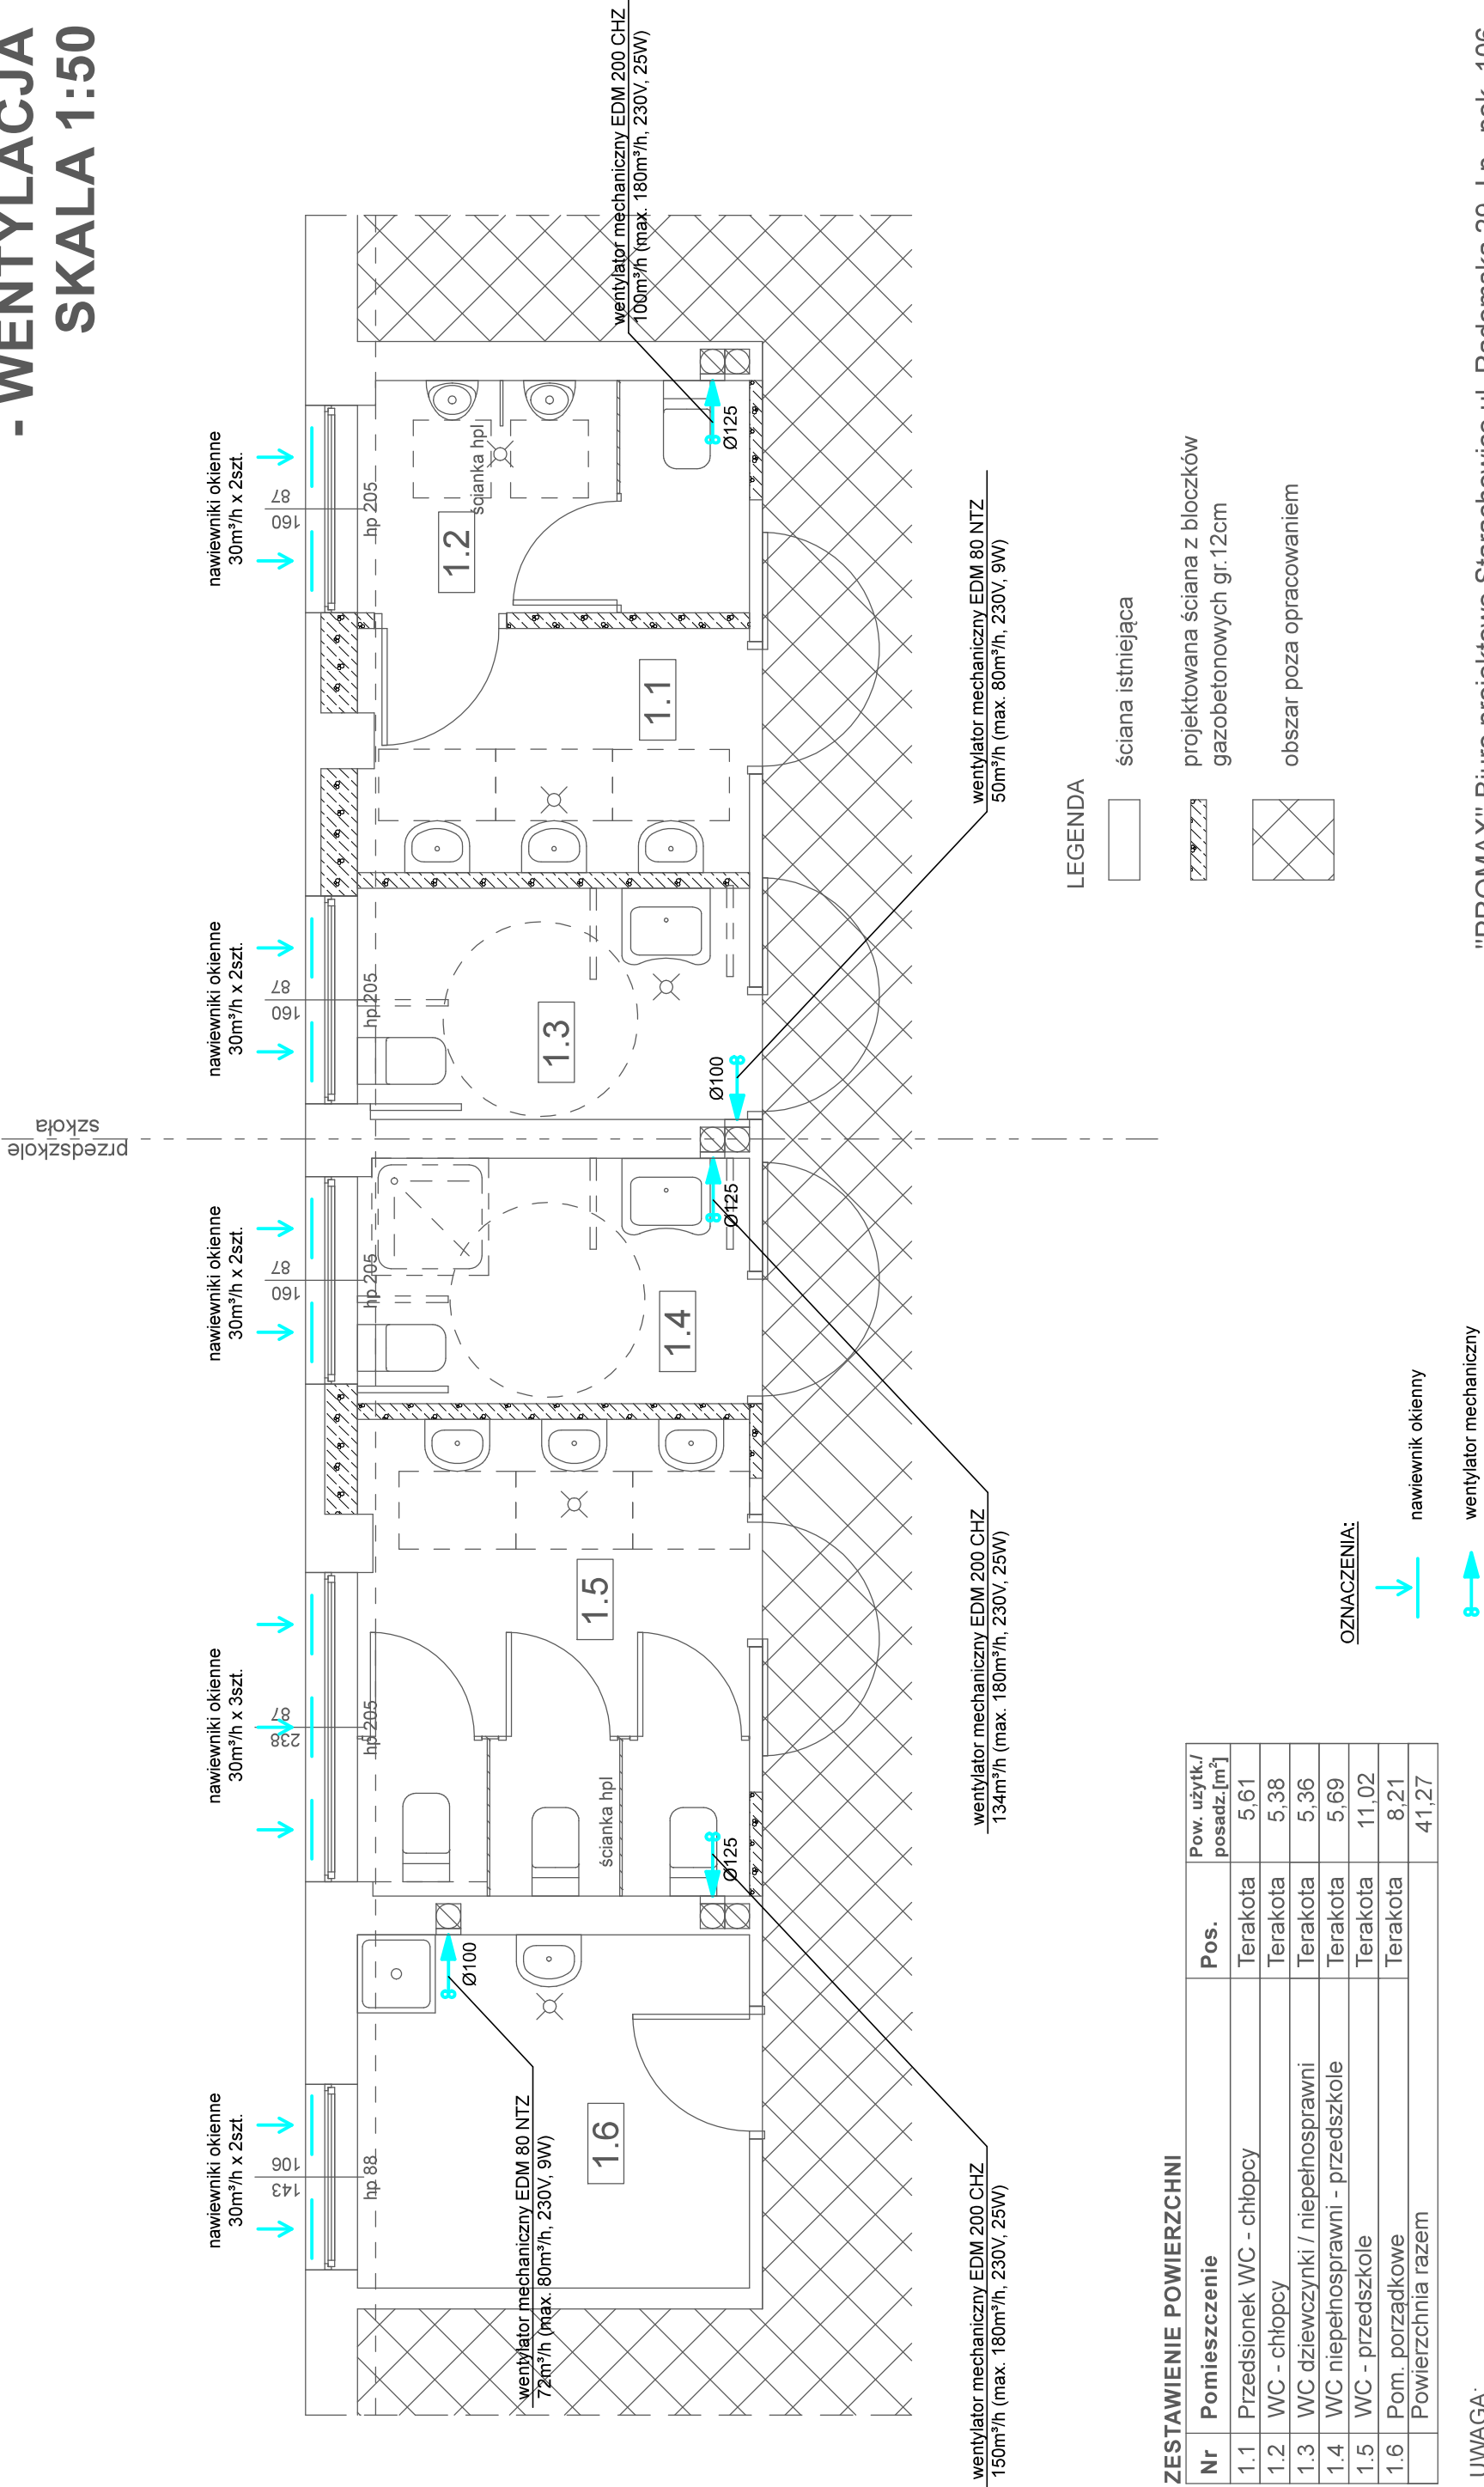 - WENTYLACJA
SKALA 1:50
przedszkole
szkoła
nawiewniki okienne
30m³/h x 2szt.
143
106
hp 88
nawiewniki okienne
30m³/h x 3szt.
238
87
hp 205
nawiewniki okienne
30m³/h x 2szt.
160
87
hp 205
nawiewniki okienne
30m³/h x 2szt.
160
87
hp 205
nawiewniki okienne
30m³/h x 2szt.
160
87
hp 205
1.6
1.5
1.4
1.3
1.1
1.2
ścianka hpl
ścianka hpl
Ø100
Ø125
Ø125
Ø100
Ø125
wentylator mechaniczny EDM 80 NTZ
72m³/h (max. 80m³/h, 230V, 9W)
wentylator mechaniczny EDM 200 CHZ
150m³/h (max. 180m³/h, 230V, 25W)
wentylator mechaniczny EDM 200 CHZ
134m³/h (max. 180m³/h, 230V, 25W)
wentylator mechaniczny EDM 80 NTZ
50m³/h (max. 80m³/h, 230V, 9W)
wentylator mechaniczny EDM 200 CHZ
100m³/h (max. 180m³/h, 230V, 25W)
LEGENDA
ściana istniejąca
projektowana ściana z bloczków
gazobetonowych gr.12cm
obszar poza opracowaniem
ZESTAWIENIE POWIERZCHNI
Nr Pomieszczenie Pos. Pow. użytk./
posadz.[m²]
1.1 Przedsionek WC - chłopcy Terakota 5,61
1.2 WC - chłopcy Terakota 5,38
1.3 WC dziewczynki / niepełnosprawni Terakota 5,36
1.4 WC niepełnosprawni - przedszkole Terakota 5,69
1.5 WC - przedszkole Terakota 11,02
1.6 Pom. porządkowe Terakota 8,21
Powierzchnia razem 41,27
OZNACZENIA:
nawiewnik okienny
wentylator mechaniczny
UWAGA:
"PROMAX" Biuro projektowe Starachowice ul. Radomska 29, I p., pok. 106